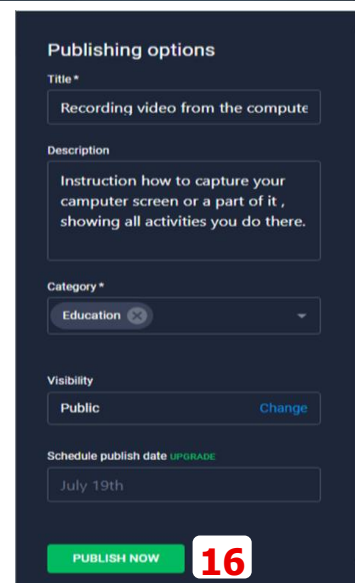 Publishing options
Title *
Recording video from the compute
Description
Instruction how to capture your
camputer screen or a part of it ,
showing all activities you do there.
Category *
Education
Visibility
Public Change
Schedule publish date UPGRADE
July 19th
PUBLISH NOW 16